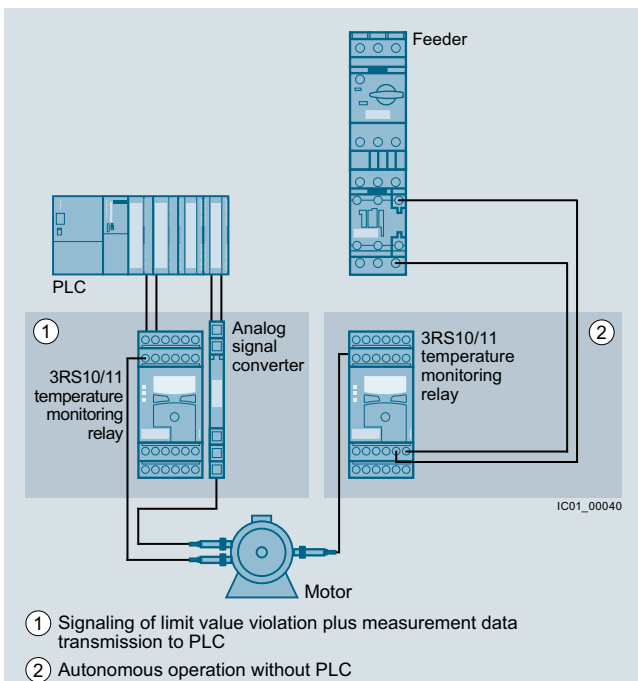 Feeder
PLC
1
3RS10/11
temperature
monitoring
relay
Analog
signal
converter
3RS10/11
temperature
monitoring
relay
2
IC01_00040
Motor
1 Signaling of limit value violation plus measurement data
transmission to PLC
2 Autonomous operation without PLC